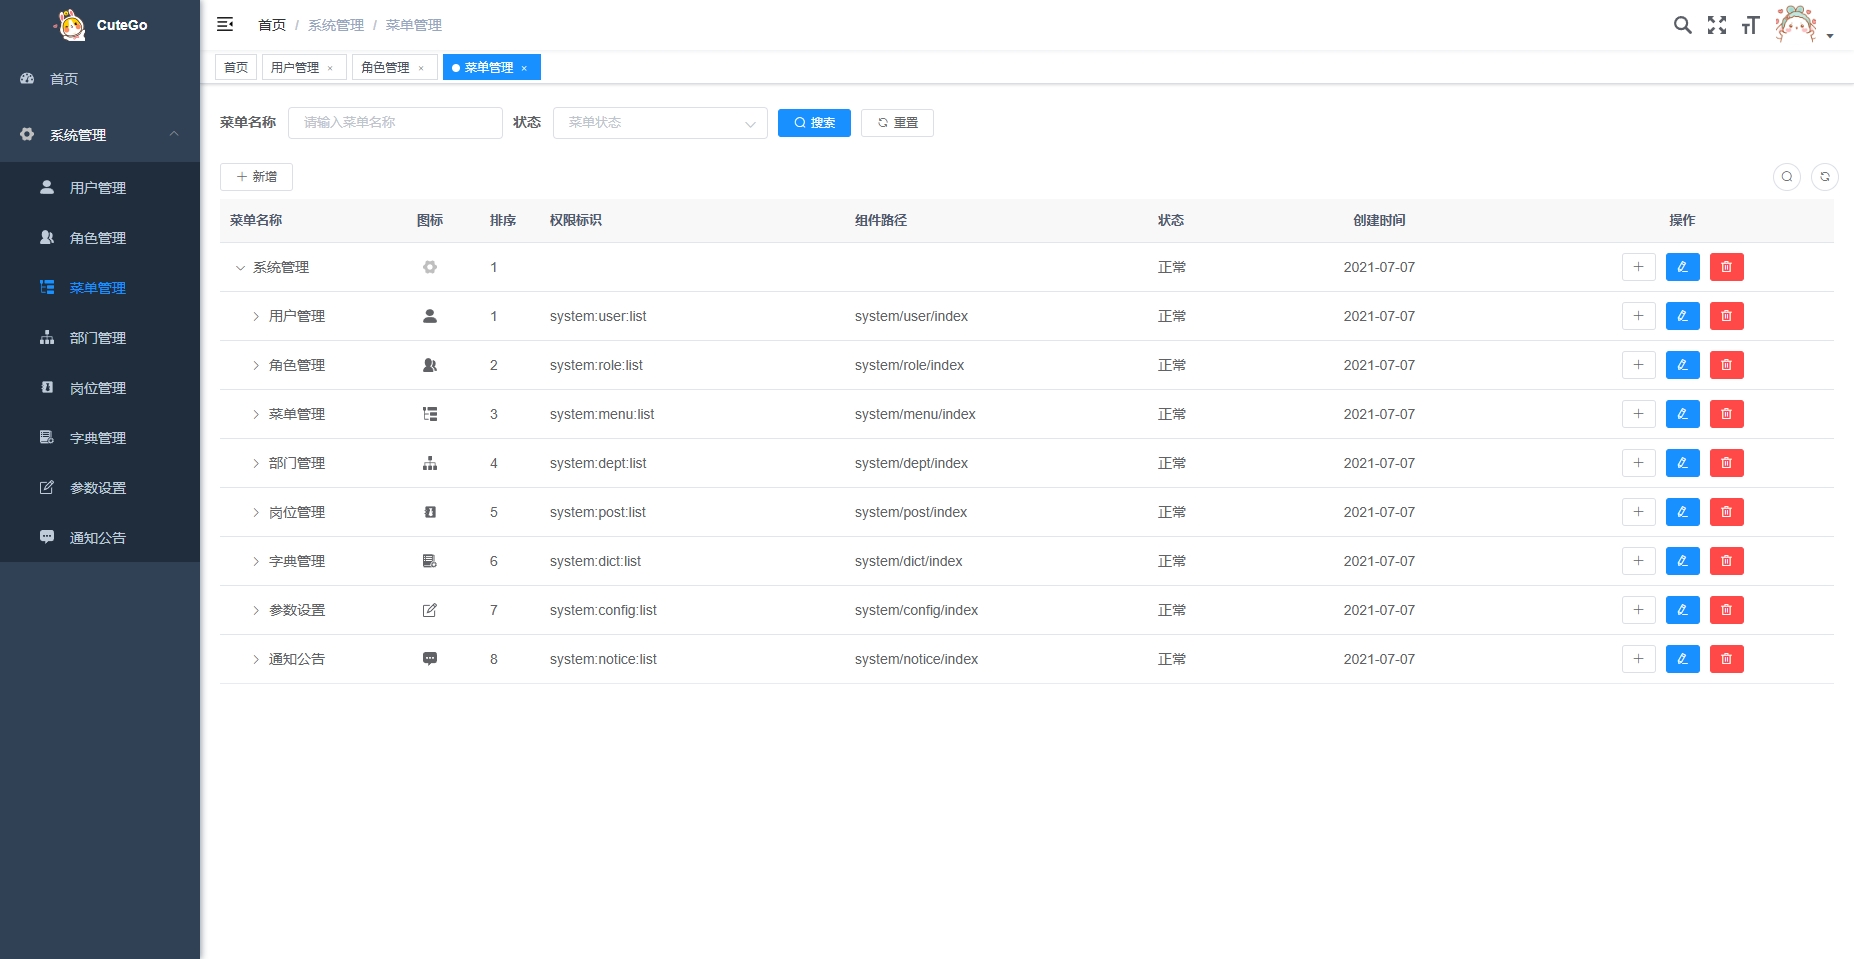 CuteGo
首页
系统管理
用户管理
角色管理
菜单管理
部门管理
岗位管理
字典管理
参数设置
通知公告
首页 / 系统管理 / 菜单管理
首页 用户管理 × 角色管理 × 菜单管理 ×
菜单名称 请输入菜单名称 状态 菜单状态 搜索 重置
新增
菜单名称 图标 排序 权限标识 组件路径 状态 创建时间 操作
系统管理 1 正常 2021-07-07
用户管理 1 system:user:list system/user/index 正常 2021-07-07
角色管理 2 system:role:list system/role/index 正常 2021-07-07
菜单管理 3 system:menu:list system/menu/index 正常 2021-07-07
部门管理 4 system:dept:list system/dept/index 正常 2021-07-07
岗位管理 5 system:post:list system/post/index 正常 2021-07-07
字典管理 6 system:dict:list system/dict/index 正常 2021-07-07
参数设置 7 system:config:list system/config/index 正常 2021-07-07
通知公告 8 system:notice:list system/notice/index 正常 2021-07-07